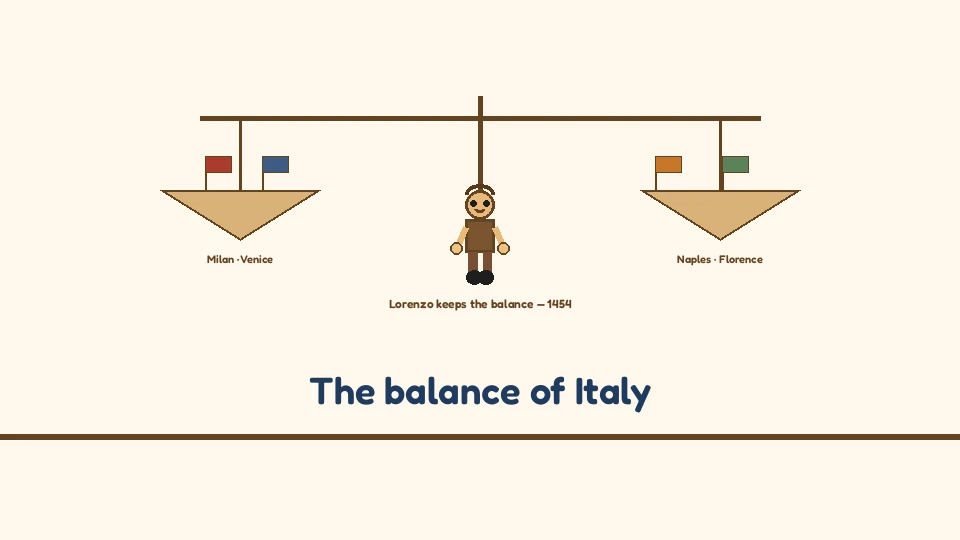 Milan · Venice
Naples · Florence
Lorenzo keeps the balance — 1454
The balance of Italy